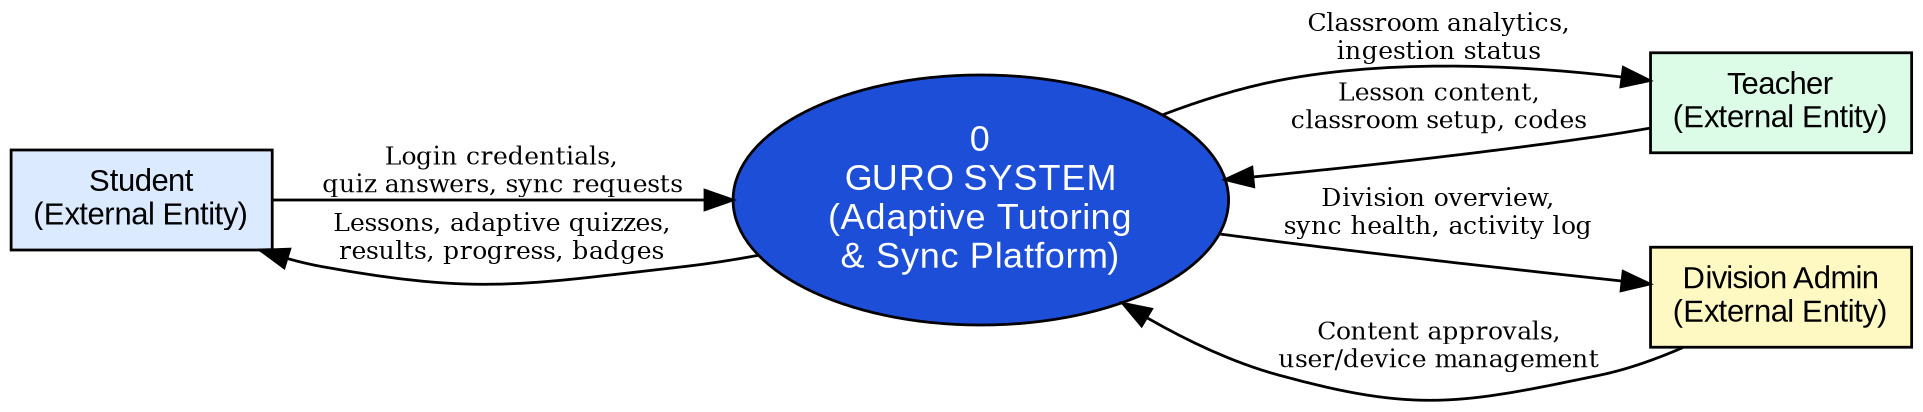 Student
(External Entity)
Login credentials,
quiz answers, sync requests
Lessons, adaptive quizzes,
results, progress, badges
0
GURO SYSTEM
(Adaptive Tutoring
& Sync Platform)
Classroom analytics,
ingestion status
Lesson content,
classroom setup, codes
Division overview,
sync health, activity log
Content approvals,
user/device management
Teacher
(External Entity)
Division Admin
(External Entity)